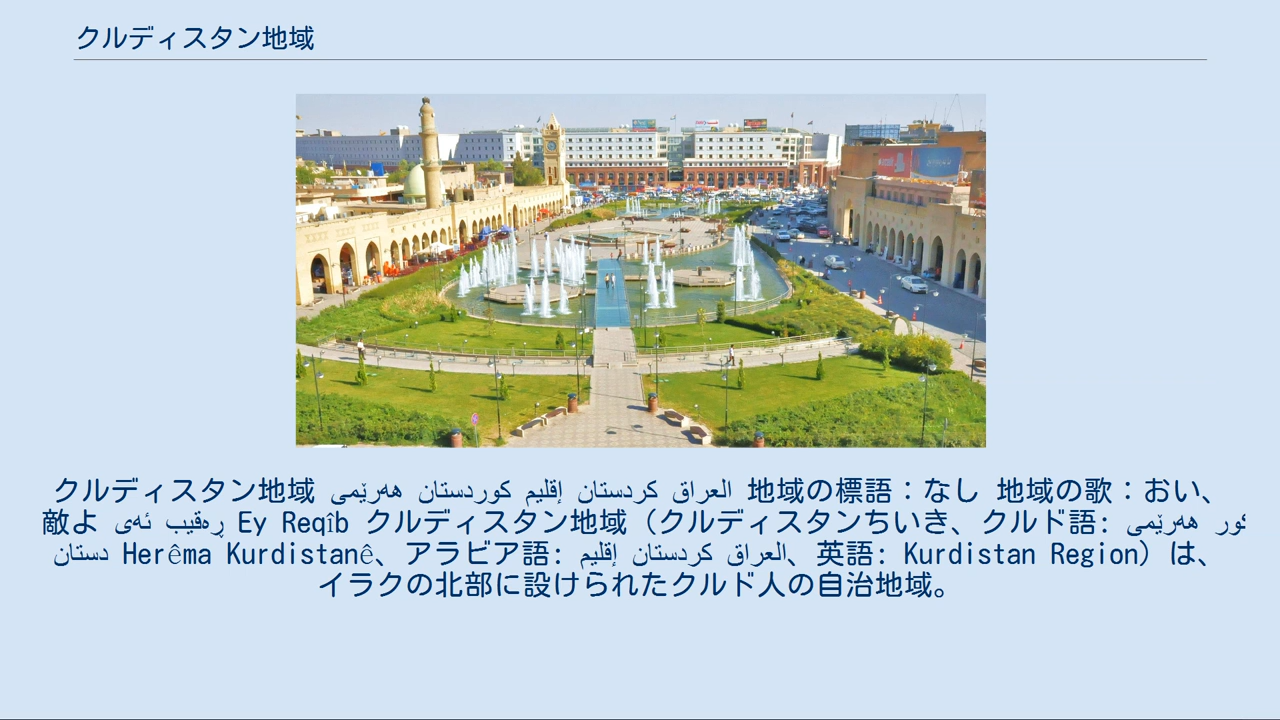 クルディスタン地域
クルディスタン地域 هەرێمی کوردستان إقليم كردستان العراق 地域の標語：なし 地域の歌：おい、
敵よ ئەی ڕەقیب Ey Reqîb クルディスタン地域（クルディスタンちいき、クルド語: هەرێمی کور
دستان Herêma Kurdistanê、アラビア語: إقليم كردستان العراق、英語: Kurdistan Region）は、
イラクの北部に設けられたクルド人の自治地域。